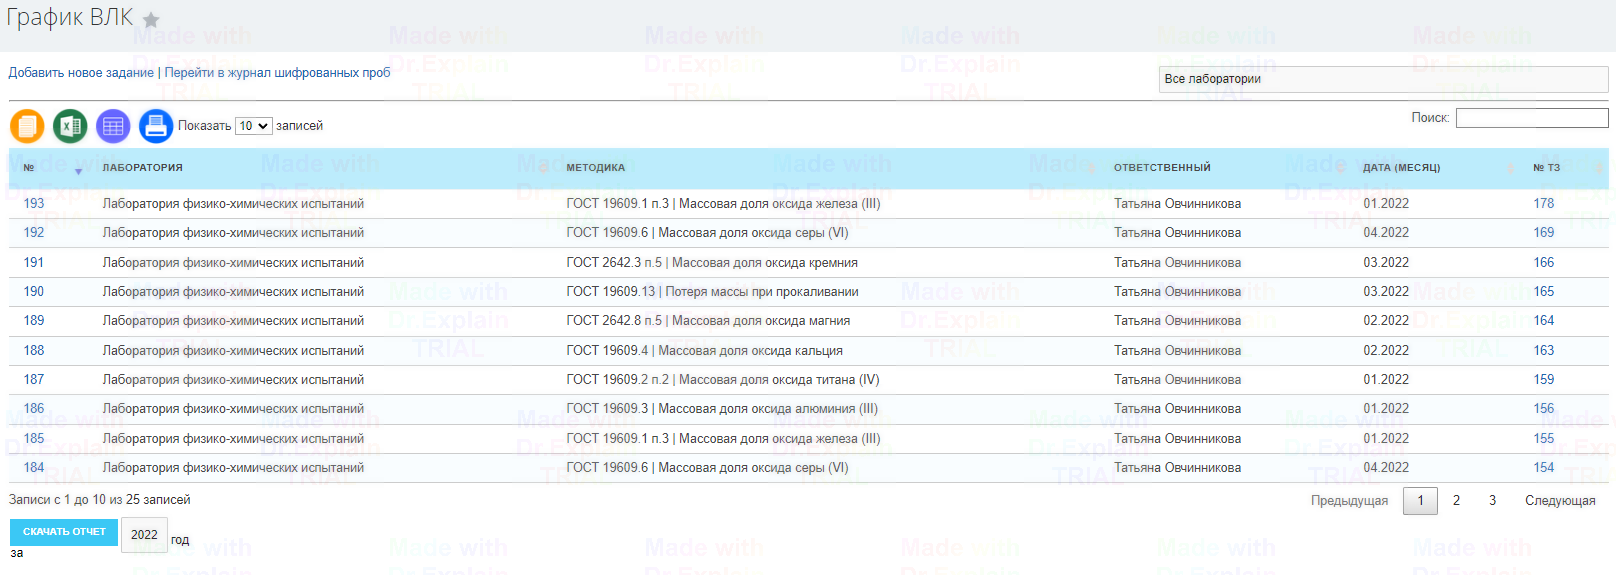 График ВЛК
Добавить новое задание | Перейти в журнал шифрованных проб
Все лаборатории
Показать 10 записей
Поиск:
№ ЛАБОРАТОРИЯ МЕТОДИКА ОТВЕТСТВЕННЫЙ ДАТА (МЕСЯЦ) № ТЗ
193 Лаборатория физико-химических испытаний ГОСТ 19609.1 п.3 | Массовая доля оксида железа (III) Татьяна Овчинникова 01.2022 178
192 Лаборатория физико-химических испытаний ГОСТ 19609.6 | Массовая доля оксида серы (VI) Татьяна Овчинникова 04.2022 169
191 Лаборатория физико-химических испытаний ГОСТ 2642.3 п.5 | Массовая доля оксида кремния Татьяна Овчинникова 03.2022 166
190 Лаборатория физико-химических испытаний ГОСТ 19609.13 | Потеря массы при прокаливании Татьяна Овчинникова 03.2022 165
189 Лаборатория физико-химических испытаний ГОСТ 2642.8 п.5 | Массовая доля оксида магния Татьяна Овчинникова 02.2022 164
188 Лаборатория физико-химических испытаний ГОСТ 19609.4 | Массовая доля оксида кальция Татьяна Овчинникова 02.2022 163
187 Лаборатория физико-химических испытаний ГОСТ 19609.2 п.2 | Массовая доля оксида титана (IV) Татьяна Овчинникова 01.2022 159
186 Лаборатория физико-химических испытаний ГОСТ 19609.3 | Массовая доля оксида алюминия (III) Татьяна Овчинникова 01.2022 156
185 Лаборатория физико-химических испытаний ГОСТ 19609.1 п.3 | Массовая доля оксида железа (III) Татьяна Овчинникова 01.2022 155
184 Лаборатория физико-химических испытаний ГОСТ 19609.6 | Массовая доля оксида серы (VI) Татьяна Овчинникова 04.2022 154
Записи с 1 до 10 из 25 записей
Предыдущая 1 2 3 Следующая
СКАЧАТЬ ОТЧЕТ 2022 год
за
Made with
Dr.Explain
TRIAL